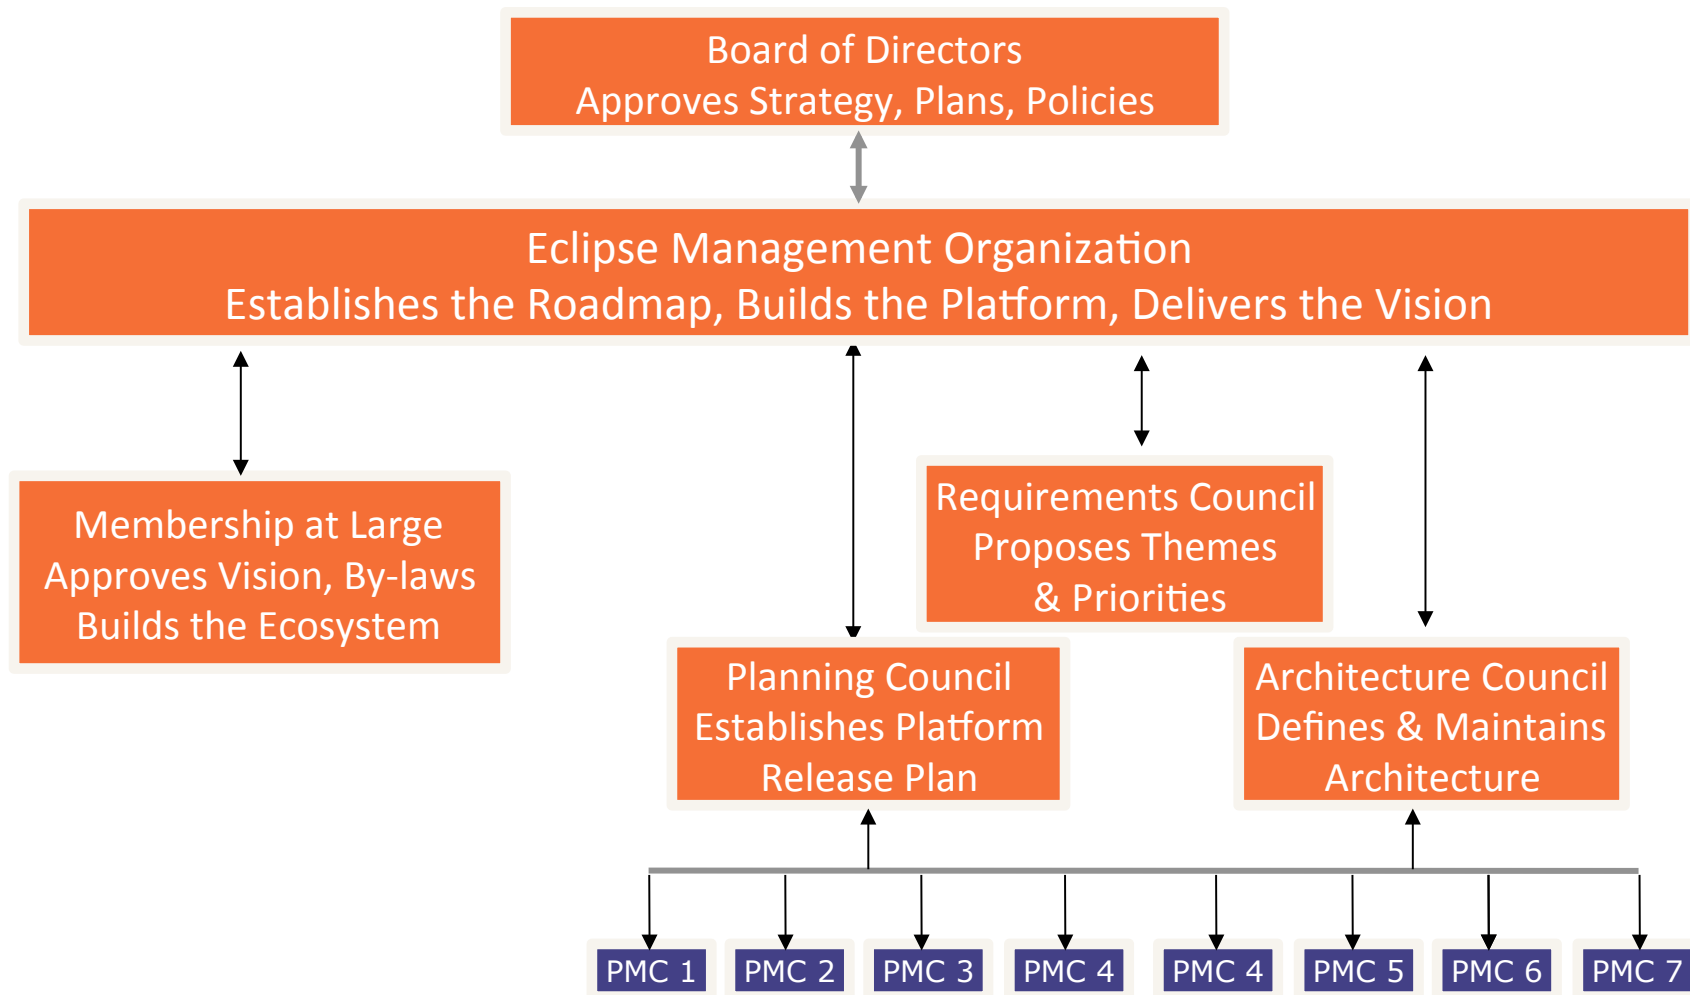 Board of Directors
Approves Strategy, Plans, Policies
Eclipse Management Organization
Establishes the Roadmap, Builds the Platform, Delivers the Vision
Membership at Large
Approves Vision, By-laws
Builds the Ecosystem
Requirements Council
Proposes Themes
& Priorities
Planning Council
Establishes Platform
Release Plan
Architecture Council
Defines & Maintains
Architecture
PMC 1
PMC 2
PMC 3
PMC 4
PMC 4
PMC 5
PMC 6
PMC 7